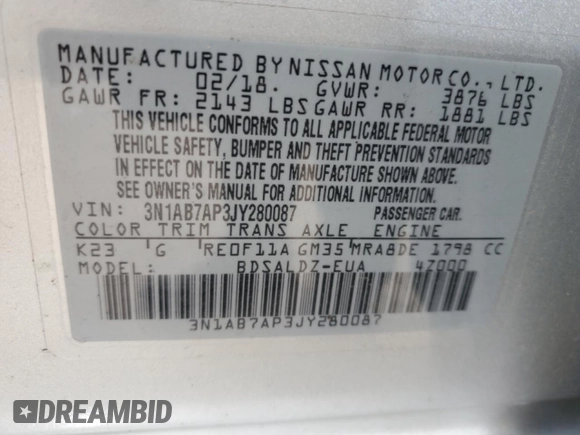 MANUFACTURED BY NISSAN MOTOR CO., LTD.
DATE: 02/18. GVWR: 3876 LBS
GAWR FR: 2143 LBS GAWR RR: 1881 LBS
THIS VEHICLE CONFORMS TO ALL APPLICABLE FEDERAL MOTOR
VEHICLE SAFETY, BUMPER AND THEFT PREVENTION STANDARDS
IN EFFECT ON THE DATE OF MANUFACTURE SHOWN ABOVE.
SEE OWNER'S MANUAL FOR ADDITIONAL INFORMATION.
VIN: 3N1AB7AP3JY280087 PASSENGER CAR.
COLOR TRIM TRANS AXLE ENGINE
K23 G RE0F11A GM35 MRA8DE 1798 CC
MODEL: BDSALDZ-EUA 4Z000
3N1AB7AP3JY280087
DREAMBID